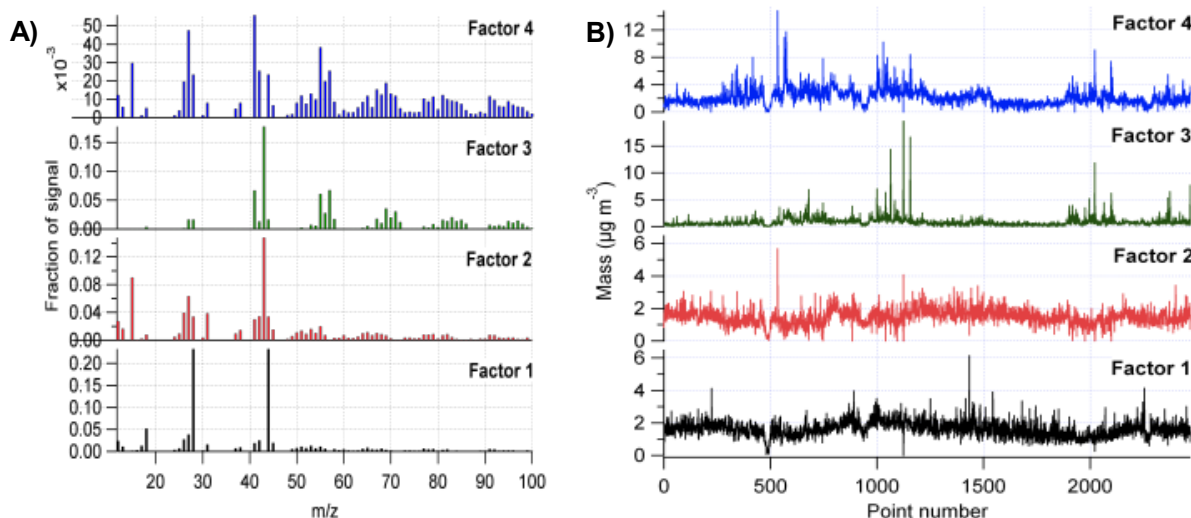 A)
Factor 4
50
40
30
20
10
0
x10⁻³
Factor 3
0.15
0.10
0.05
0.00
Factor 2
0.12
0.08
0.04
0.00
Factor 1
0.20
0.15
0.10
0.05
0.00
Fraction of signal
20 30 40 50 60 70 80 90 100
m/z
B)
Factor 4
12
8
4
0
Factor 3
15
10
5
0
Factor 2
6
4
2
0
Factor 1
6
4
2
0
Mass (µg m⁻³)
0 500 1000 1500 2000
Point number